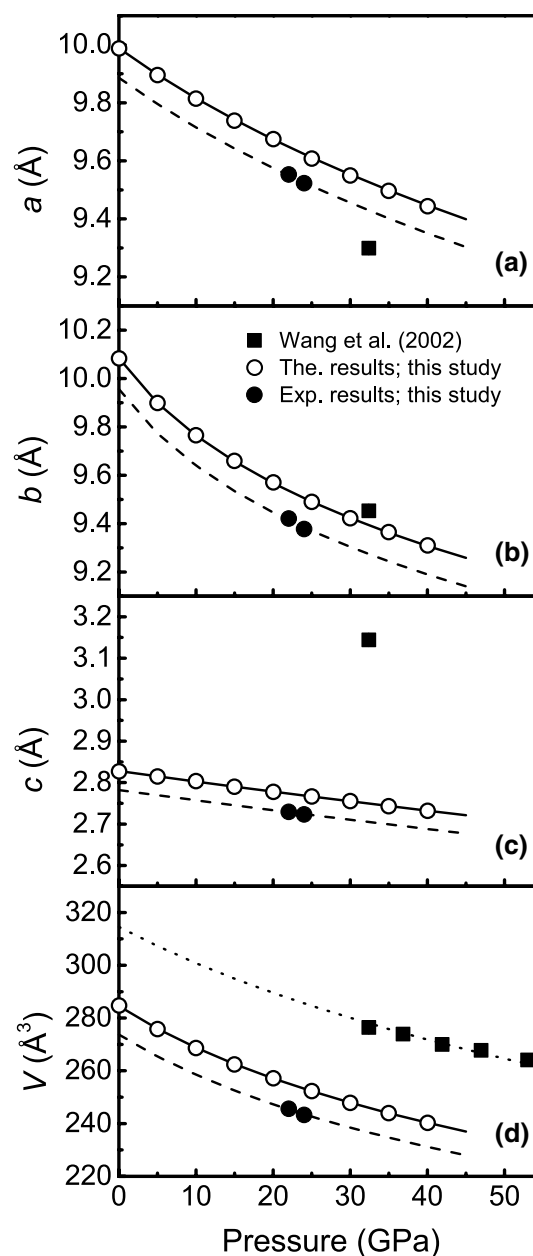 10.0
9.8
9.6
9.4
9.2
a (Å)
(a)
10.2
10.0
9.8
9.6
9.4
9.2
b (Å)
Wang et al. (2002)
The. results; this study
Exp. results; this study
(b)
3.2
3.1
2.9
2.8
2.7
2.6
c (Å)
(c)
320
300
280
260
240
220
V (Å³)
(d)
0 10 20 30 40 50
Pressure (GPa)